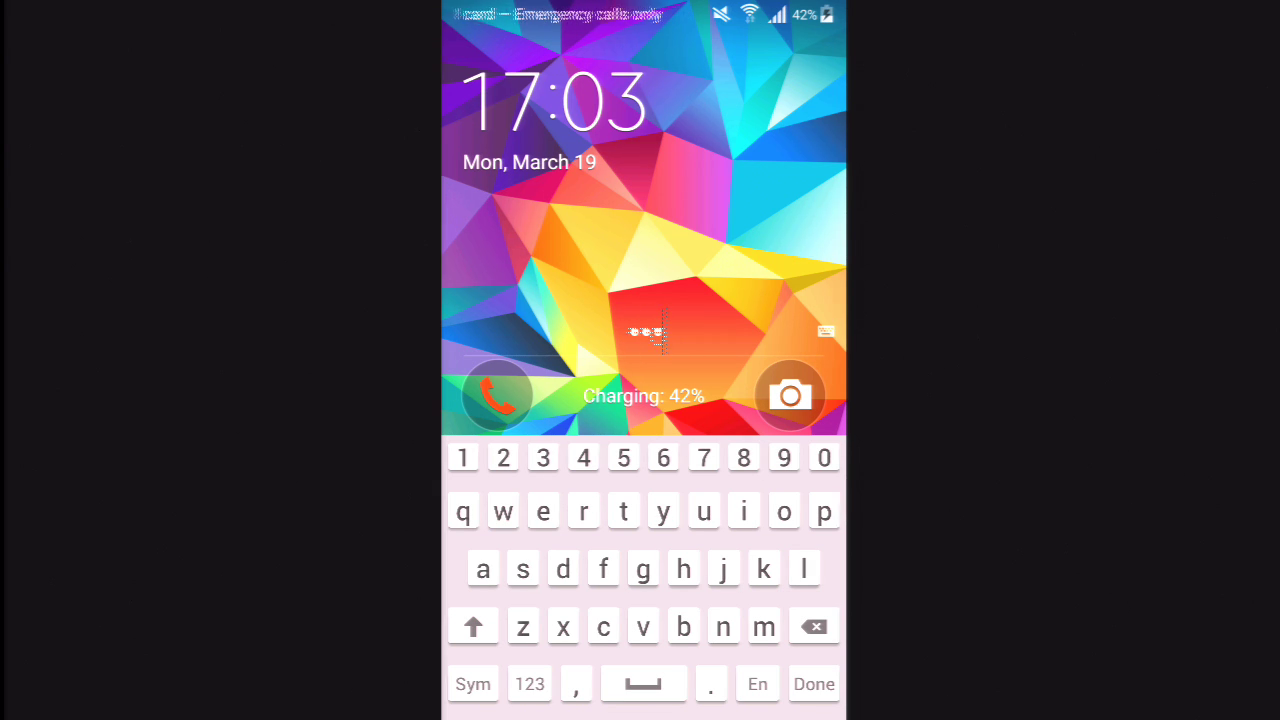 card – Emergency calls only 42%
17:03
Mon, March 19
Charging: 42%
1 2 3 4 5 6 7 8 9 0
q w e r t y u i o p
a s d f g h j k l
z x c v b n m
Sym 123 , . En Done